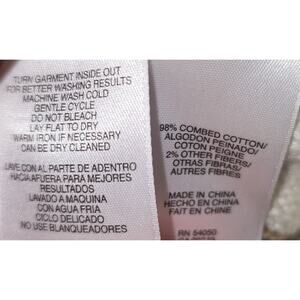 TURN GARMENT INSIDE OUT
FOR BETTER WASHING RESULTS
MACHINE WASH COLD
GENTLE CYCLE
DO NOT BLEACH
LAY FLAT TO DRY
WARM IRON IF NECESSARY
CAN BE DRY CLEANED
LAVE CON AL PARTE DE ADENTRO
HACIA AFUERA PARA MEJORES
RESULTADOS
LAVADO A MAQUINA
CON AGUA FRIA
CICLO DELICADO
NO USE BLANQUEADORES
98% COMBED COTTON/
ALGODON PEINADO/
COTON PEIGNE
2% OTHER FIBERS/
OTRAS FIBRAS/
AUTRES FIBRES
MADE IN CHINA
HECHO EN CHINA
FAIT EN CHINE
RN 54050